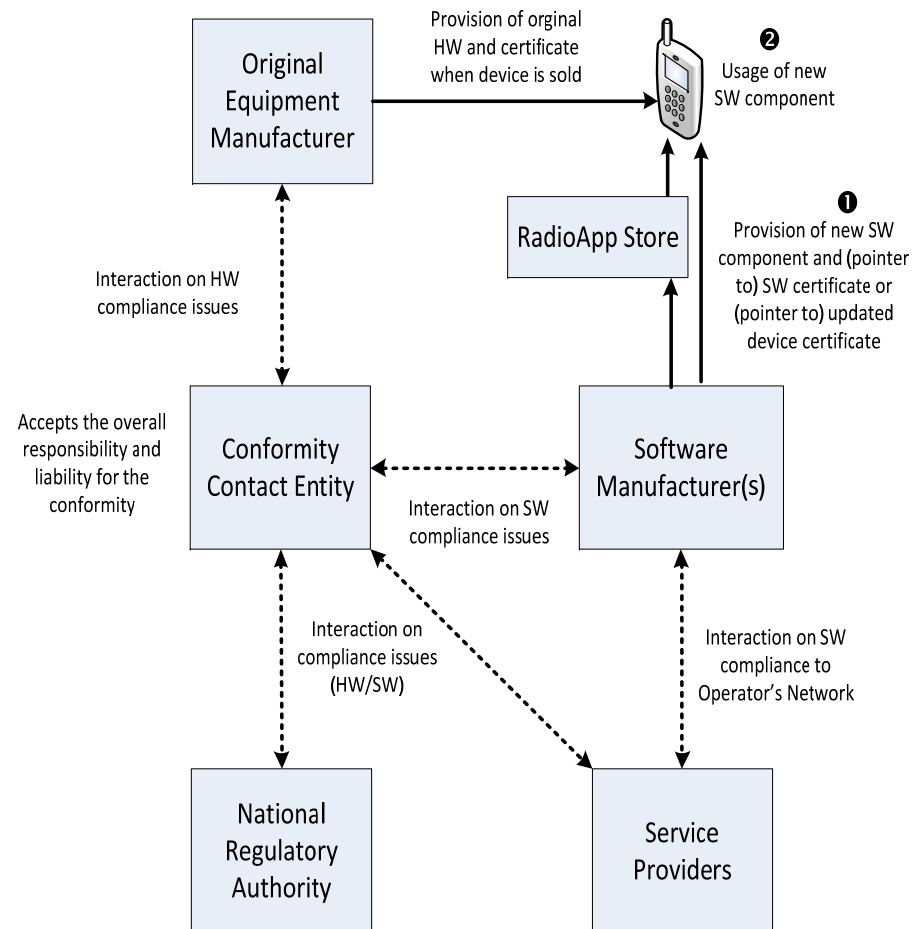 Provision of orginal
HW and certificate
when device is sold
Original
Equipment
Manufacturer
❷
Usage of new
SW component
RadioApp Store
❶
Provision of new SW
component and (pointer
to) SW certificate or
(pointer to) updated
device certificate
Interaction on HW
compliance issues
Accepts the overall
responsibility and
liability for the
conformity
Conformity
Contact Entity
Interaction on SW
compliance issues
Software
Manufacturer(s)
Interaction on
compliance issues
(HW/SW)
Interaction on SW
compliance to
Operator's Network
National
Regulatory
Authority
Service
Providers